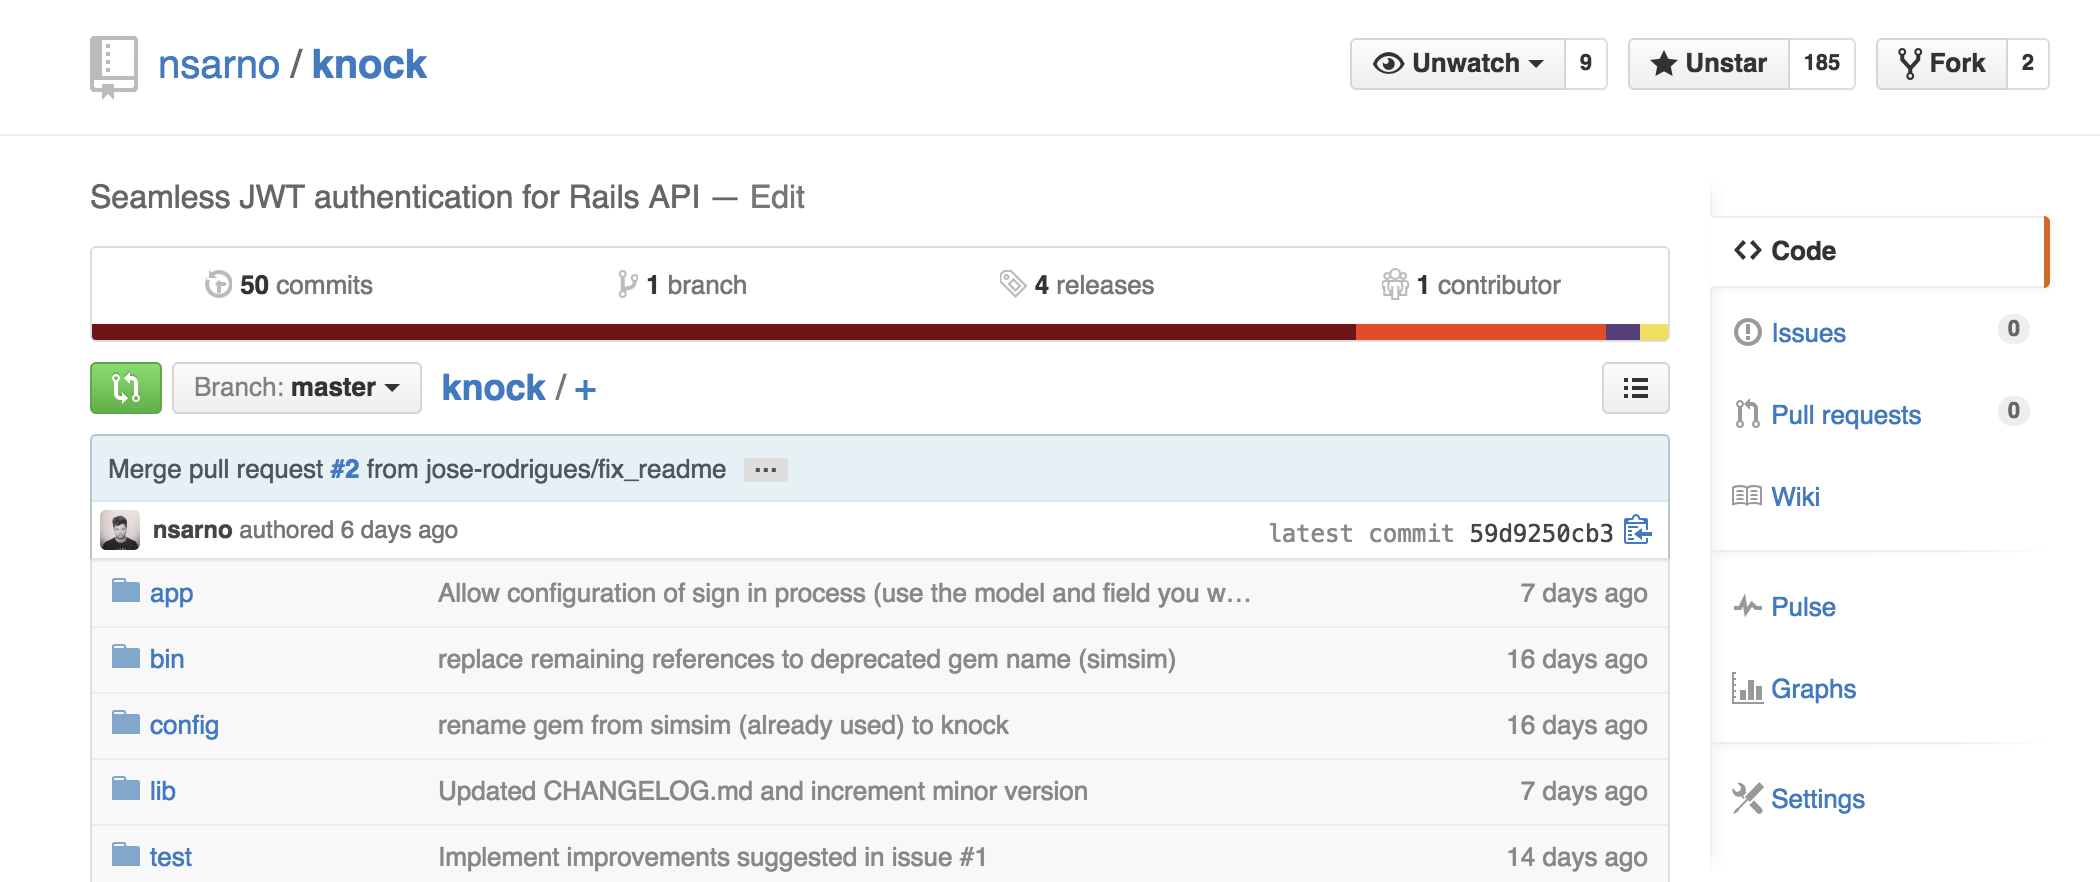 nsarno / knock
Unwatch 9
Unstar 185
Fork 2
Seamless JWT authentication for Rails API — Edit
50 commits
1 branch
4 releases
1 contributor
Branch: master
knock / +
Merge pull request #2 from jose-rodrigues/fix_readme ...
nsarno authored 6 days ago
latest commit 59d9250cb3
app Allow configuration of sign in process (use the model and field you w… 7 days ago
bin replace remaining references to deprecated gem name (simsim) 16 days ago
config rename gem from simsim (already used) to knock 16 days ago
lib Updated CHANGELOG.md and increment minor version 7 days ago
test Implement improvements suggested in issue #1 14 days ago
Code
Issues 0
Pull requests 0
Wiki
Pulse
Graphs
Settings